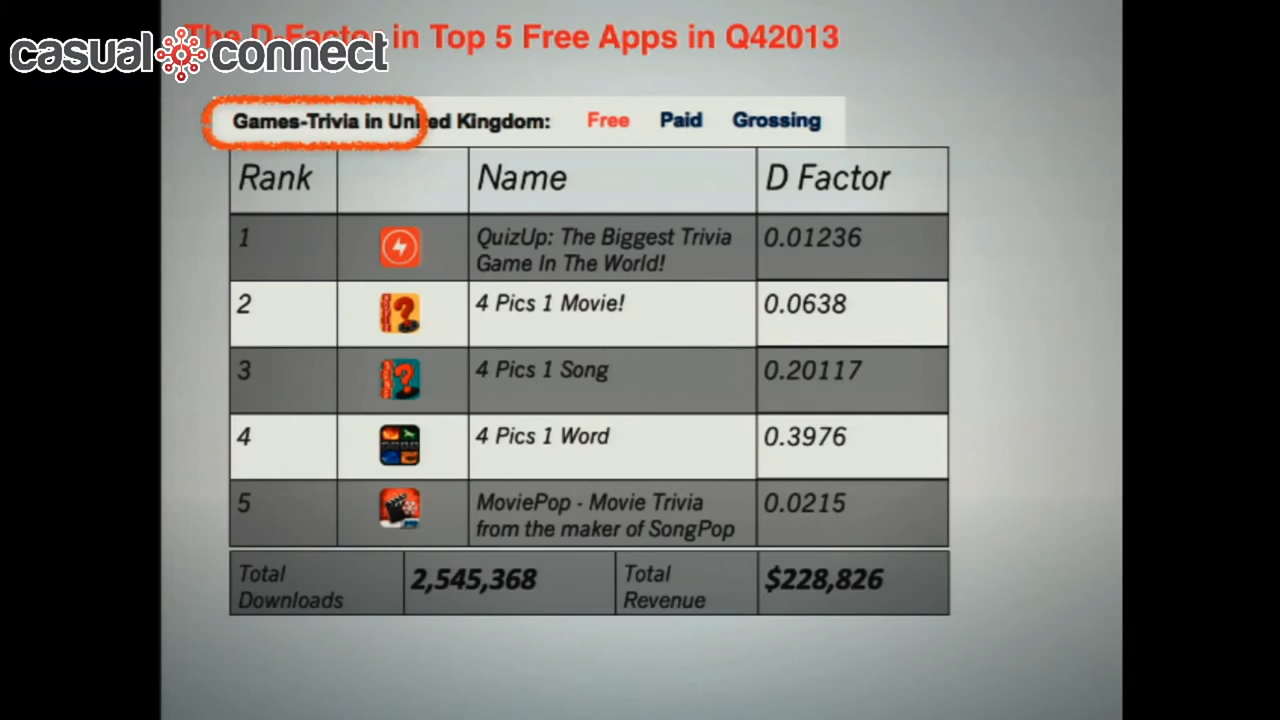 The D-Factor in Top 5 Free Apps in Q42013
casual connect
Games-Trivia in United Kingdom: Free Paid Grossing
Rank Name D Factor
1 QuizUp: The Biggest Trivia 0.01236
Game In The World!
2 4 Pics 1 Movie! 0.0638
3 4 Pics 1 Song 0.20117
4 4 Pics 1 Word 0.3976
5 MoviePop - Movie Trivia 0.0215
from the maker of SongPop
Total 2,545,368 Total $228,826
Downloads Revenue